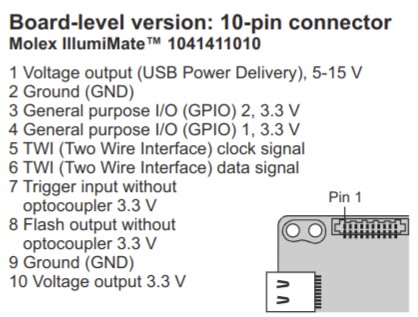 Board-level version: 10-pin connector
Molex IllumiMate™ 1041411010
1 Voltage output (USB Power Delivery), 5-15 V
2 Ground (GND)
3 General purpose I/O (GPIO) 2, 3.3 V
4 General purpose I/O (GPIO) 1, 3.3 V
5 TWI (Two Wire Interface) clock signal
6 TWI (Two Wire Interface) data signal
7 Trigger input without
optocoupler 3.3 V
8 Flash output without
optocoupler 3.3 V
9 Ground (GND)
10 Voltage output 3.3 V
Pin 1